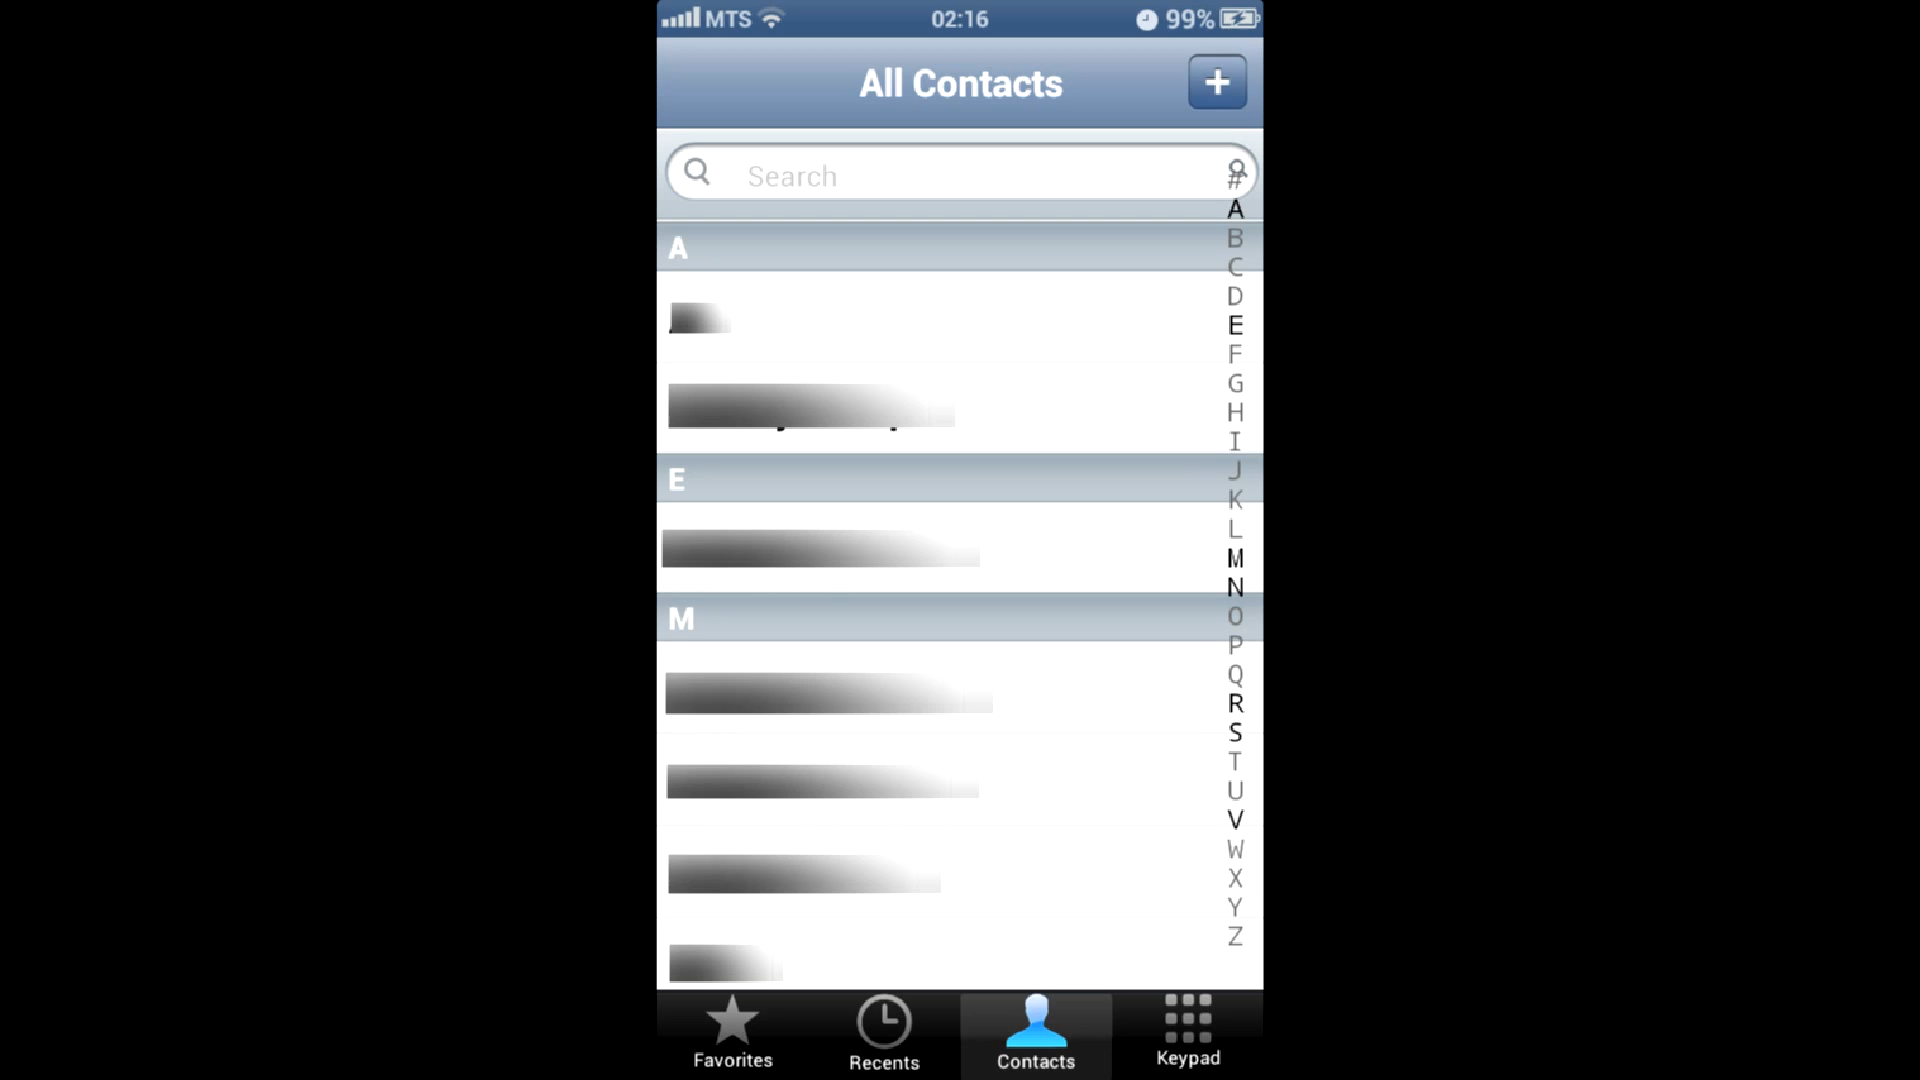 MTS 02:16 99%
All Contacts +
Search
#
A
B
C
D
E
F
G
H
I
J
K
L
M
N
O
P
Q
R
S
T
U
V
W
X
Y
Z
A
E
M
Favorites Recents Contacts Keypad